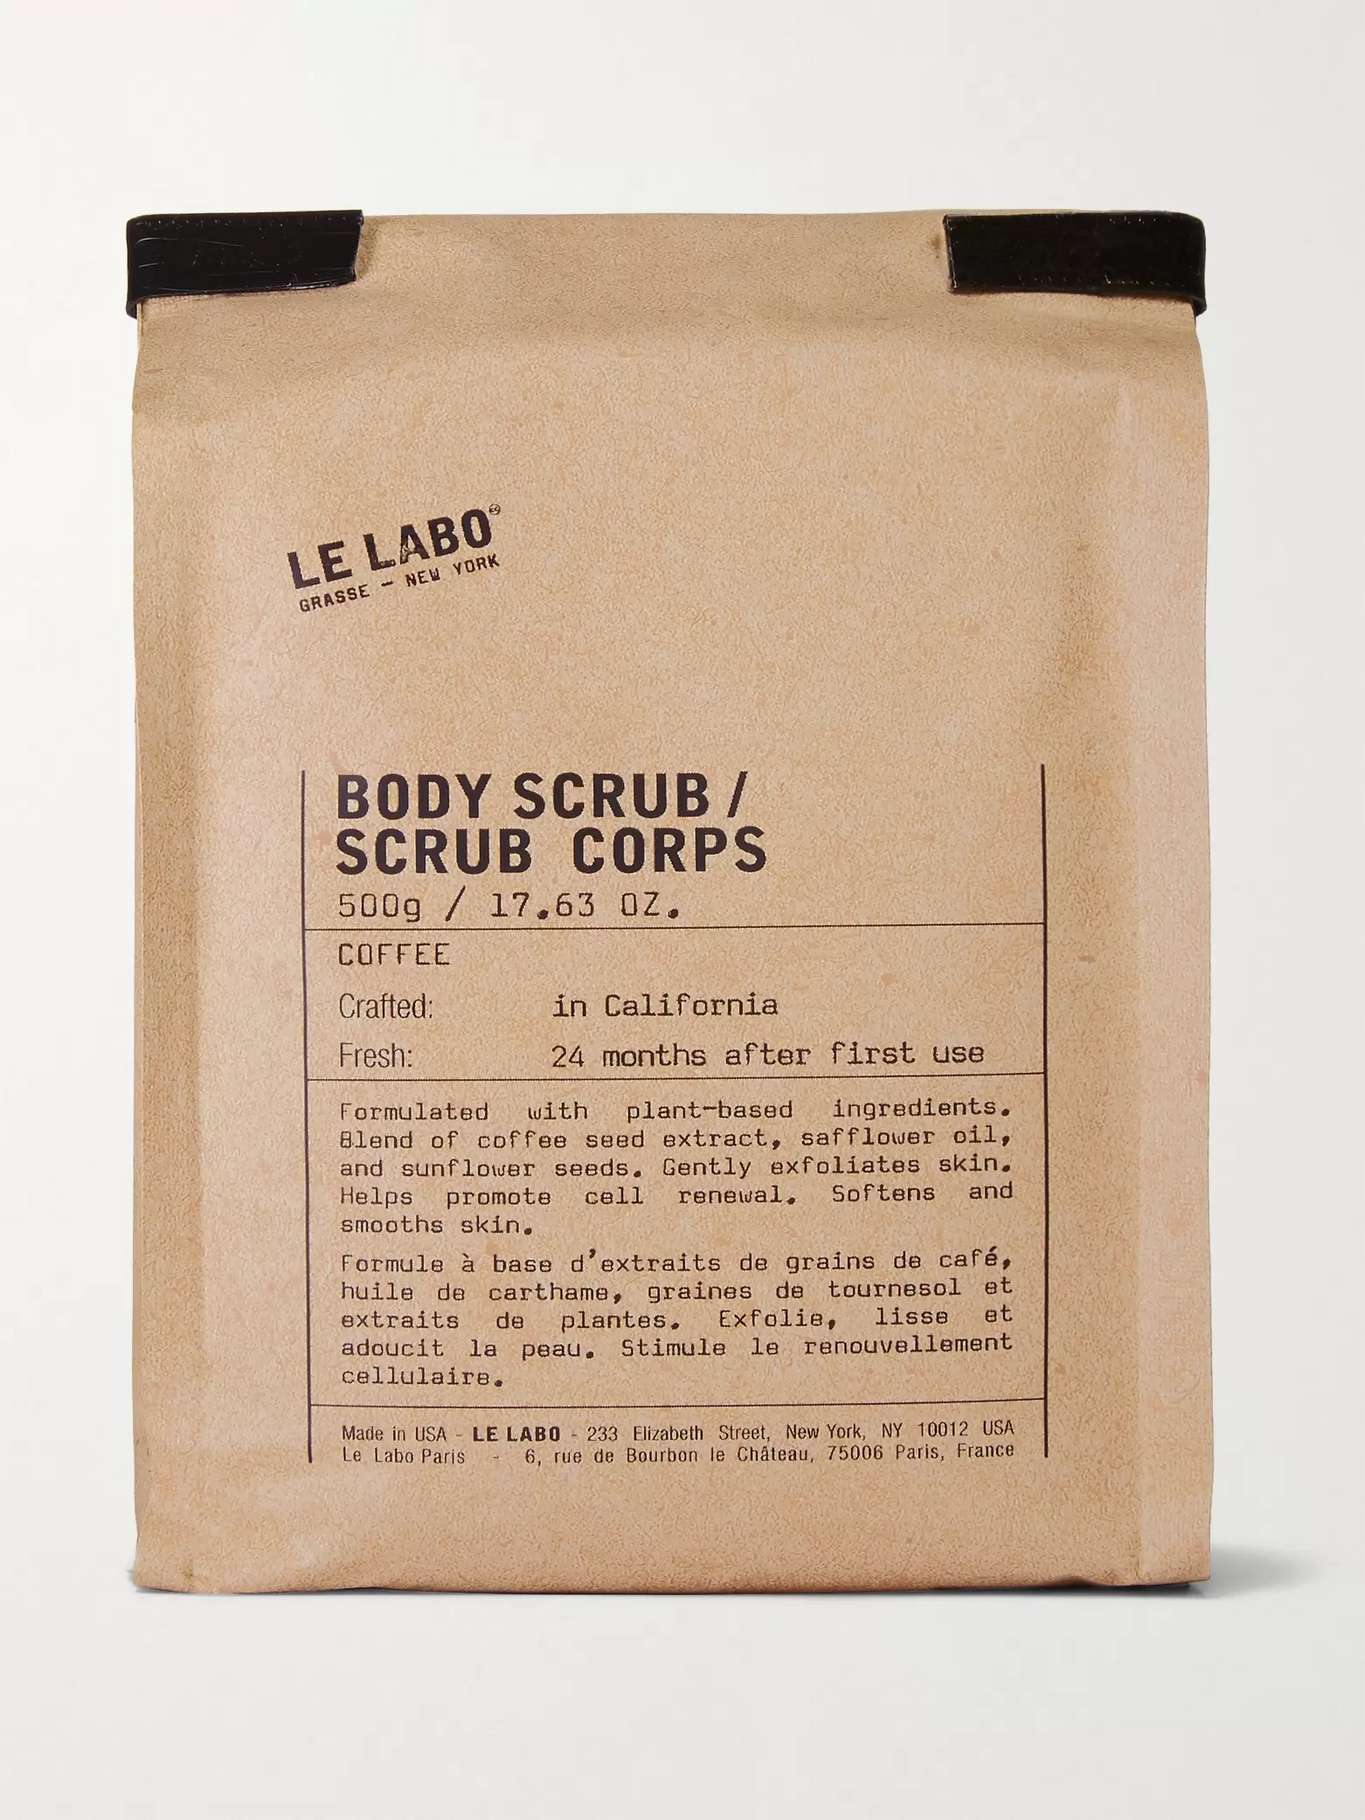 LE LABO
GRASSE - NEW YORK
BODY SCRUB /
SCRUB CORPS
500g / 17.63 OZ.
COFFEE
Crafted: in California
Fresh: 24 months after first use
Formulated with plant-based ingredients.
Blend of coffee seed extract, safflower oil,
and sunflower seeds. Gently exfoliates skin.
Helps promote cell renewal. Softens and
smooths skin.
Formule à base d'extraits de grains de café,
huile de carthame, graines de tournesol et
extraits de plantes. Exfolie, lisse et
adoucit la peau. Stimule le renouvellement
cellulaire.
Made in USA - LE LABO - 233 Elizabeth Street, New York, NY 10012 USA
Le Labo Paris - 6, rue de Bourbon le Château, 75006 Paris, France